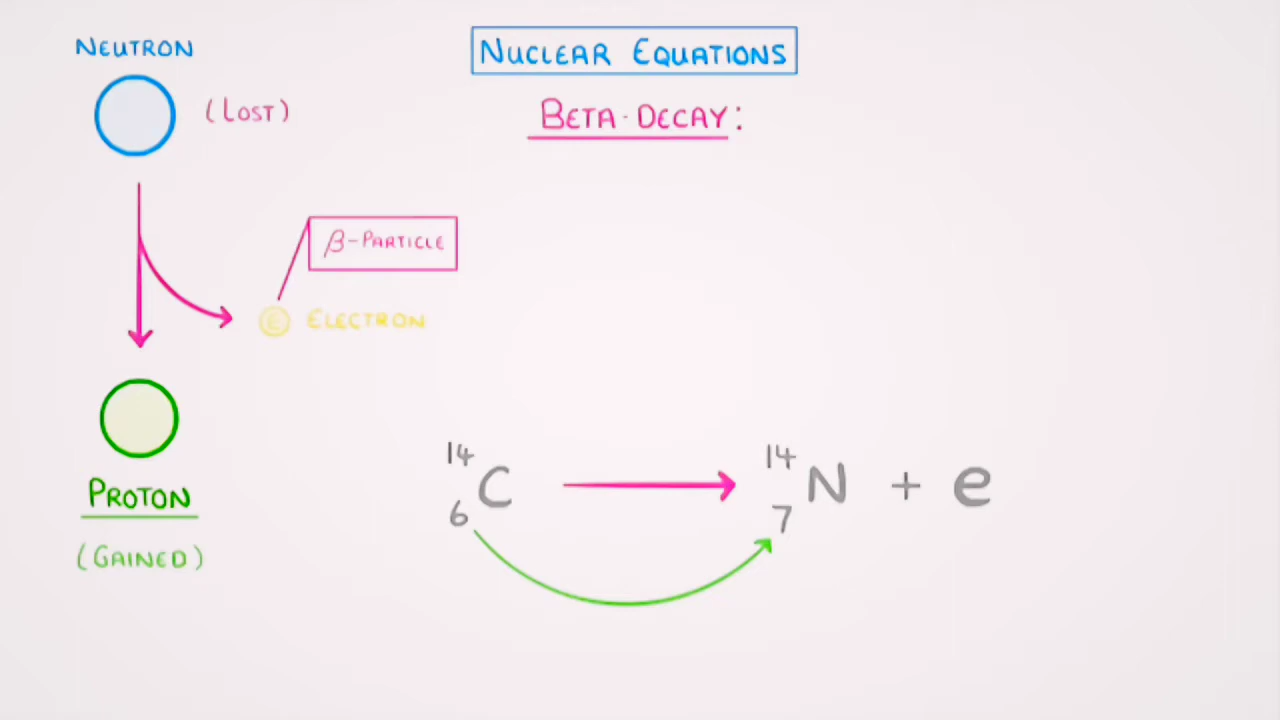 NUCLEAR EQUATIONS
BETA-DECAY:
NEUTRON
(LOST)
β-PARTICLE
E ELECTRON
PROTON
(GAINED)
14 6 C 14 7 N + e